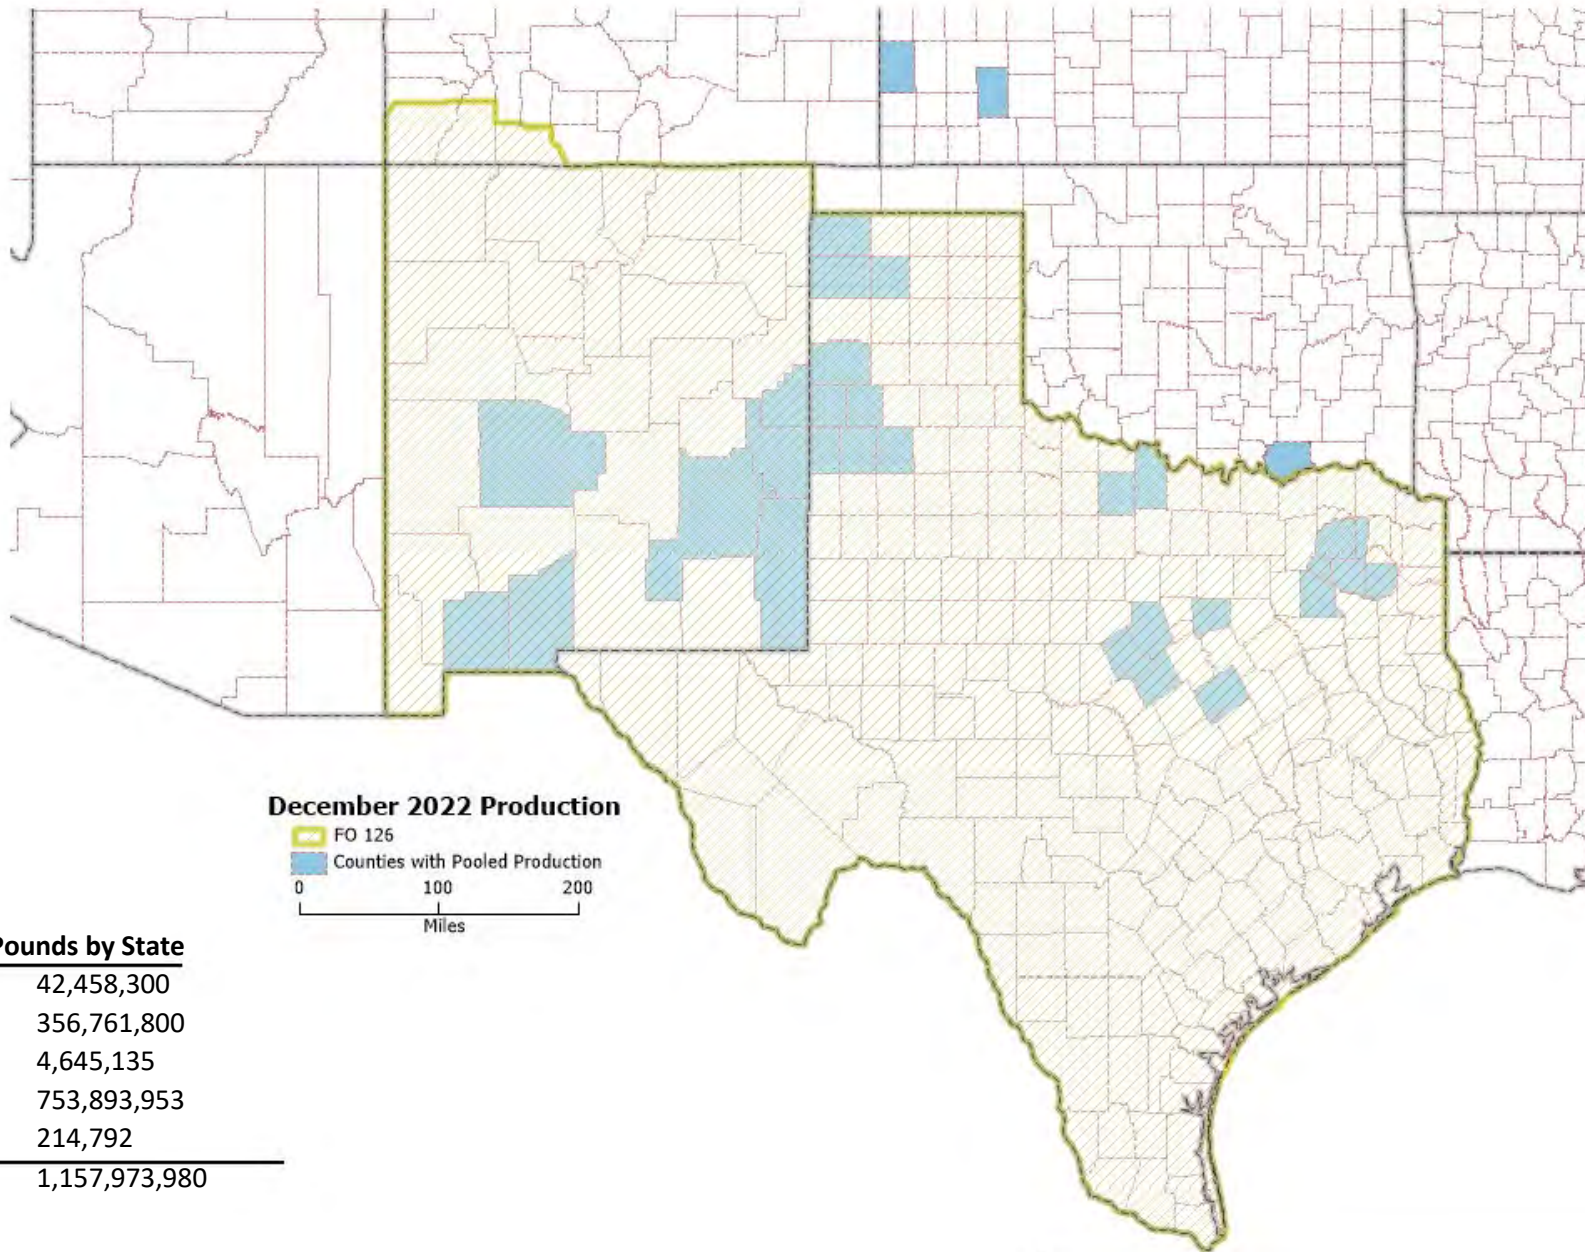 December 2022 Production
FO 126
Counties with Pooled Production
0 100 200
Miles
Pounds by State
42,458,300
356,761,800
4,645,135
753,893,953
214,792
1,157,973,980